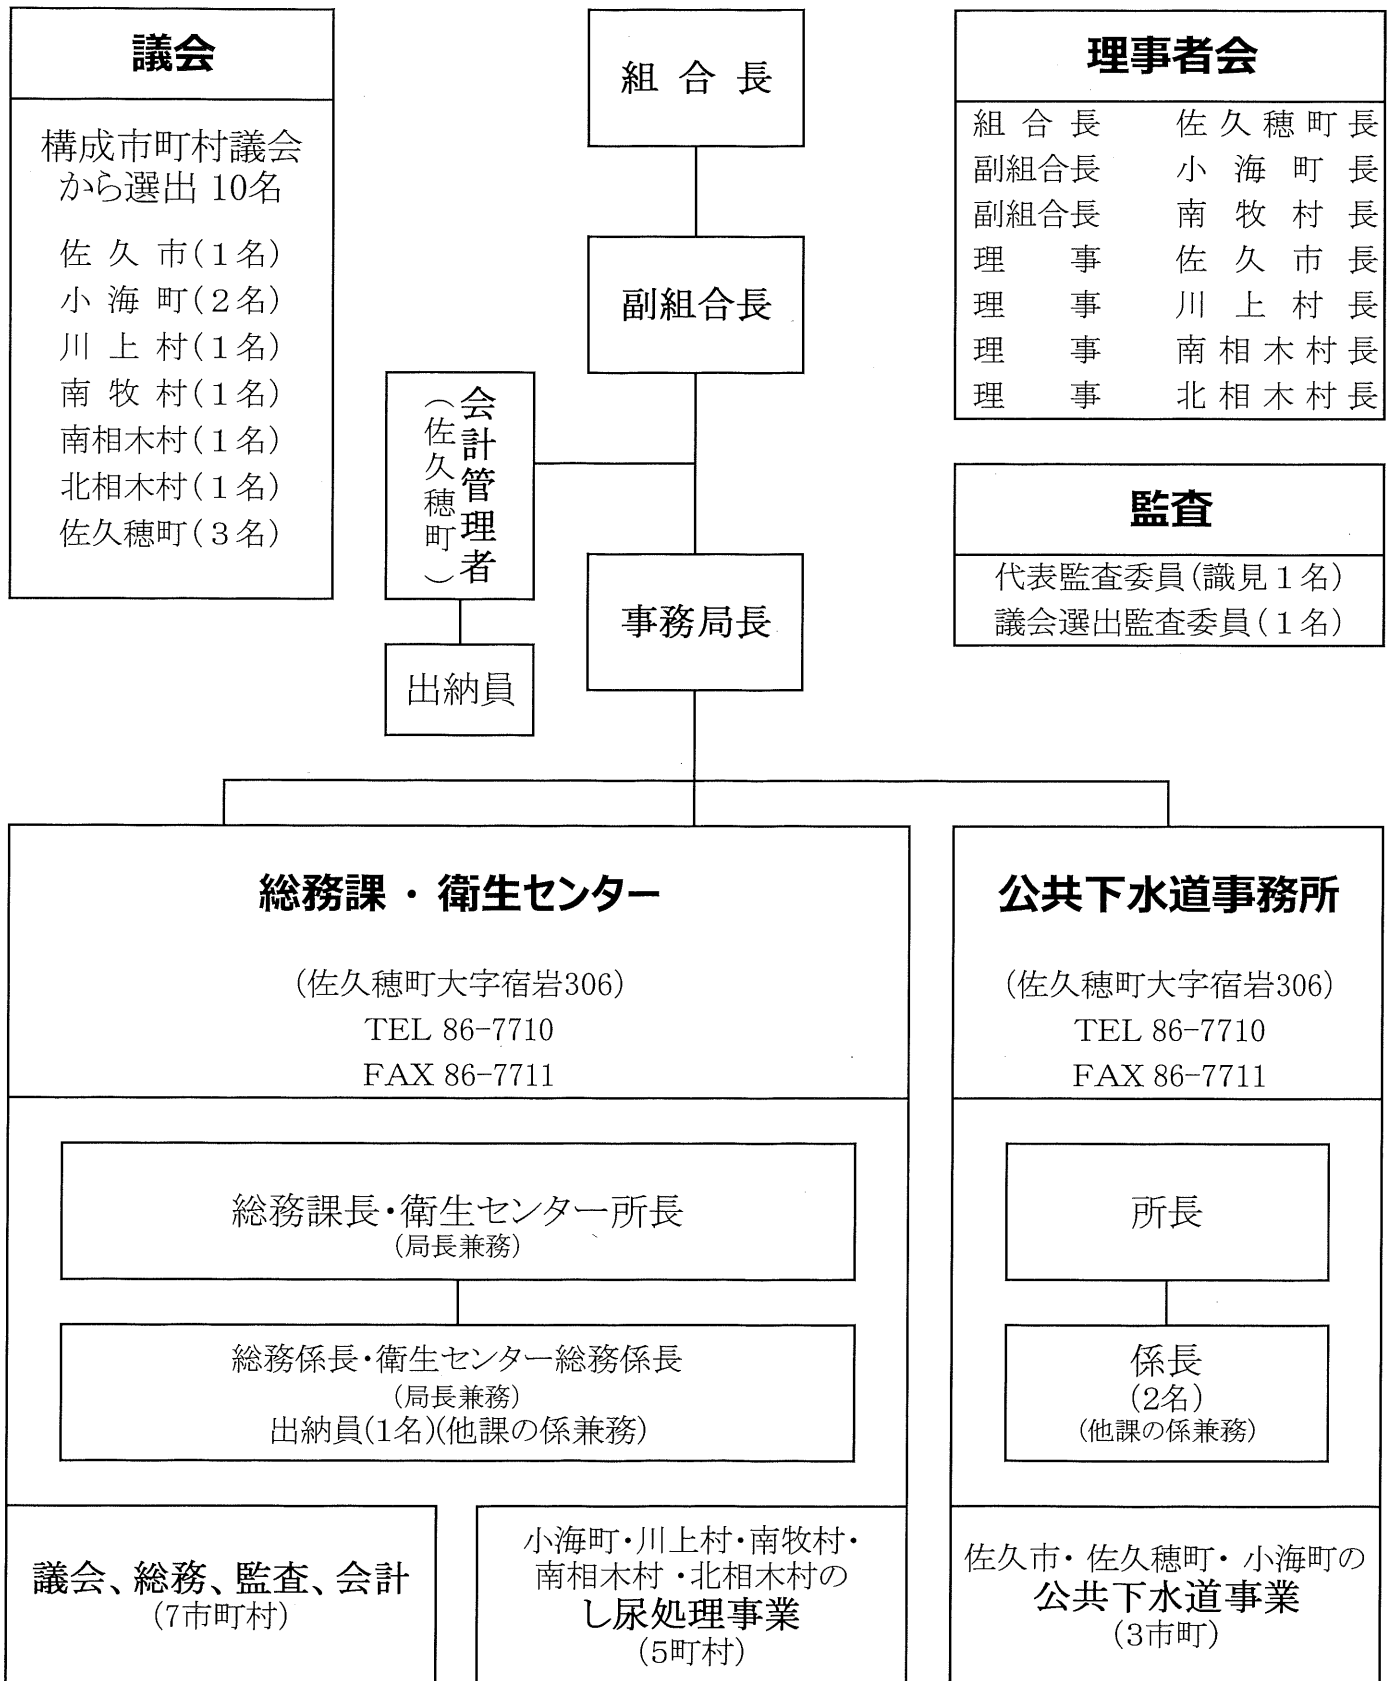 議会
構成市町村議会
から選出 10名
佐 久 市(1名)
小 海 町(2名)
川 上 村(1名)
南 牧 村(1名)
南相木村(1名)
北相木村(1名)
佐久穂町(3名)
組 合 長
副組合長
会計管理者
(佐久穂町)
出納員
事務局長
理事者会
組 合 長 佐 久 穂 町 長
副組合長 小 海 町 長
副組合長 南 牧 村 長
理 事 佐 久 市 長
理 事 川 上 村 長
理 事 南 相 木 村 長
理 事 北 相 木 村 長
監査
代表監査委員(識見1名)
議会選出監査委員(1名)
総務課 ・ 衛生センター
(佐久穂町大字宿岩306)
TEL 86-7710
FAX 86-7711
総務課長・衛生センター所長
(局長兼務)
総務係長・衛生センター総務係長
(局長兼務)
出納員(1名)(他課の係兼務)
議会、総務、監査、会計
(7市町村)
小海町・川上村・南牧村・
南相木村・北相木村の
し尿処理事業
(5町村)
公共下水道事務所
(佐久穂町大字宿岩306)
TEL 86-7710
FAX 86-7711
所長
係長
(2名)
(他課の係兼務)
佐久市・佐久穂町・小海町の
公共下水道事業
(3市町)